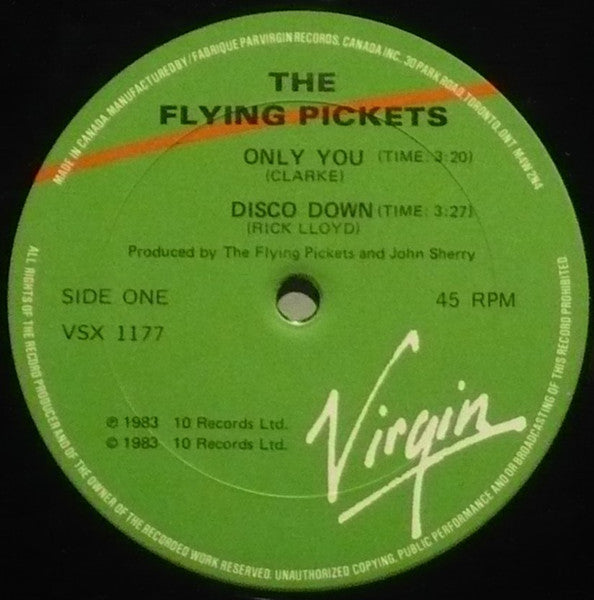 MADE IN CANADA. MANUFACTURED BY / FABRIQUE PAR VIRGIN RECORDS. CANADA INC. 30 PARK ROAD, TORONTO, ONT M4W 2N4
THE
FLYING PICKETS
ONLY YOU (TIME: 3:20)
(CLARKE)
DISCO DOWN (TIME: 3:27)
(RICK LLOYD)
Produced by The Flying Pickets and John Sherry
SIDE ONE
45 RPM
VSX 1177
℗ 1983 10 Records Ltd.
© 1983 10 Records Ltd.
Virgin
ALL RIGHTS OF THE RECORD PRODUCER AND OF THE OWNER OF THE RECORDED WORK RESERVED. UNAUTHORIZED COPYING, PUBLIC PERFORMANCE AND OR BROADCASTING OF THIS RECORD PROHIBITED.